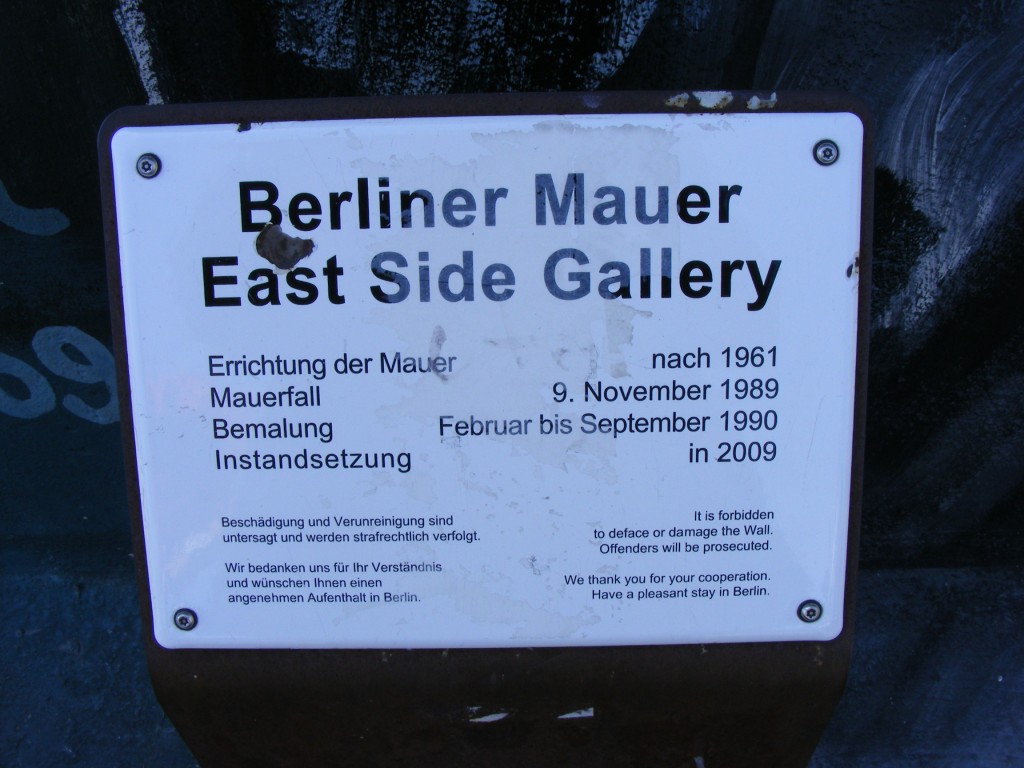 Berliner Mauer
East Side Gallery
Errichtung der Mauer nach 1961
Mauerfall 9. November 1989
Bemalung Februar bis September 1990
Instandsetzung in 2009
Beschädigung und Verunreinigung sind
untersagt und werden strafrechtlich verfolgt.
Wir bedanken uns für Ihr Verständnis
und wünschen Ihnen einen
angenehmen Aufenthalt in Berlin.
It is forbidden
to deface or damage the Wall.
Offenders will be prosecuted.
We thank you for your cooperation.
Have a pleasant stay in Berlin.